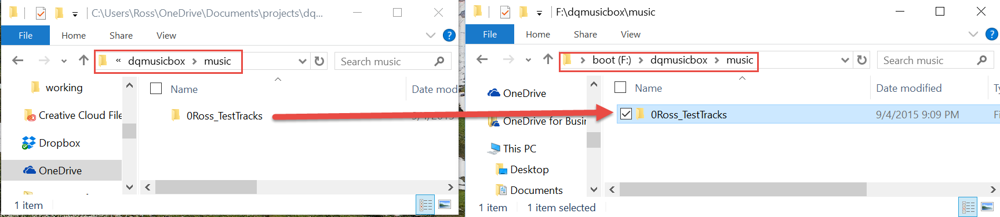 C:\Users\Ross\OneDrive\Documents\projects\dq...
File Home Share View
« dqmusicbox > music
Search music
working
Creative Cloud File
Dropbox
OneDrive
Name
Date mod
0Ross_TestTracks
1 item
F:\dqmusicbox\music
File Home Share View
> boot (F:) > dqmusicbox > music
Search music
OneDrive
OneDrive for Busin
This PC
Desktop
Documents
Name
Date modified
Ty
0Ross_TestTracks
9/4/2015 9:09 PM
Fi
1 item 1 item selected